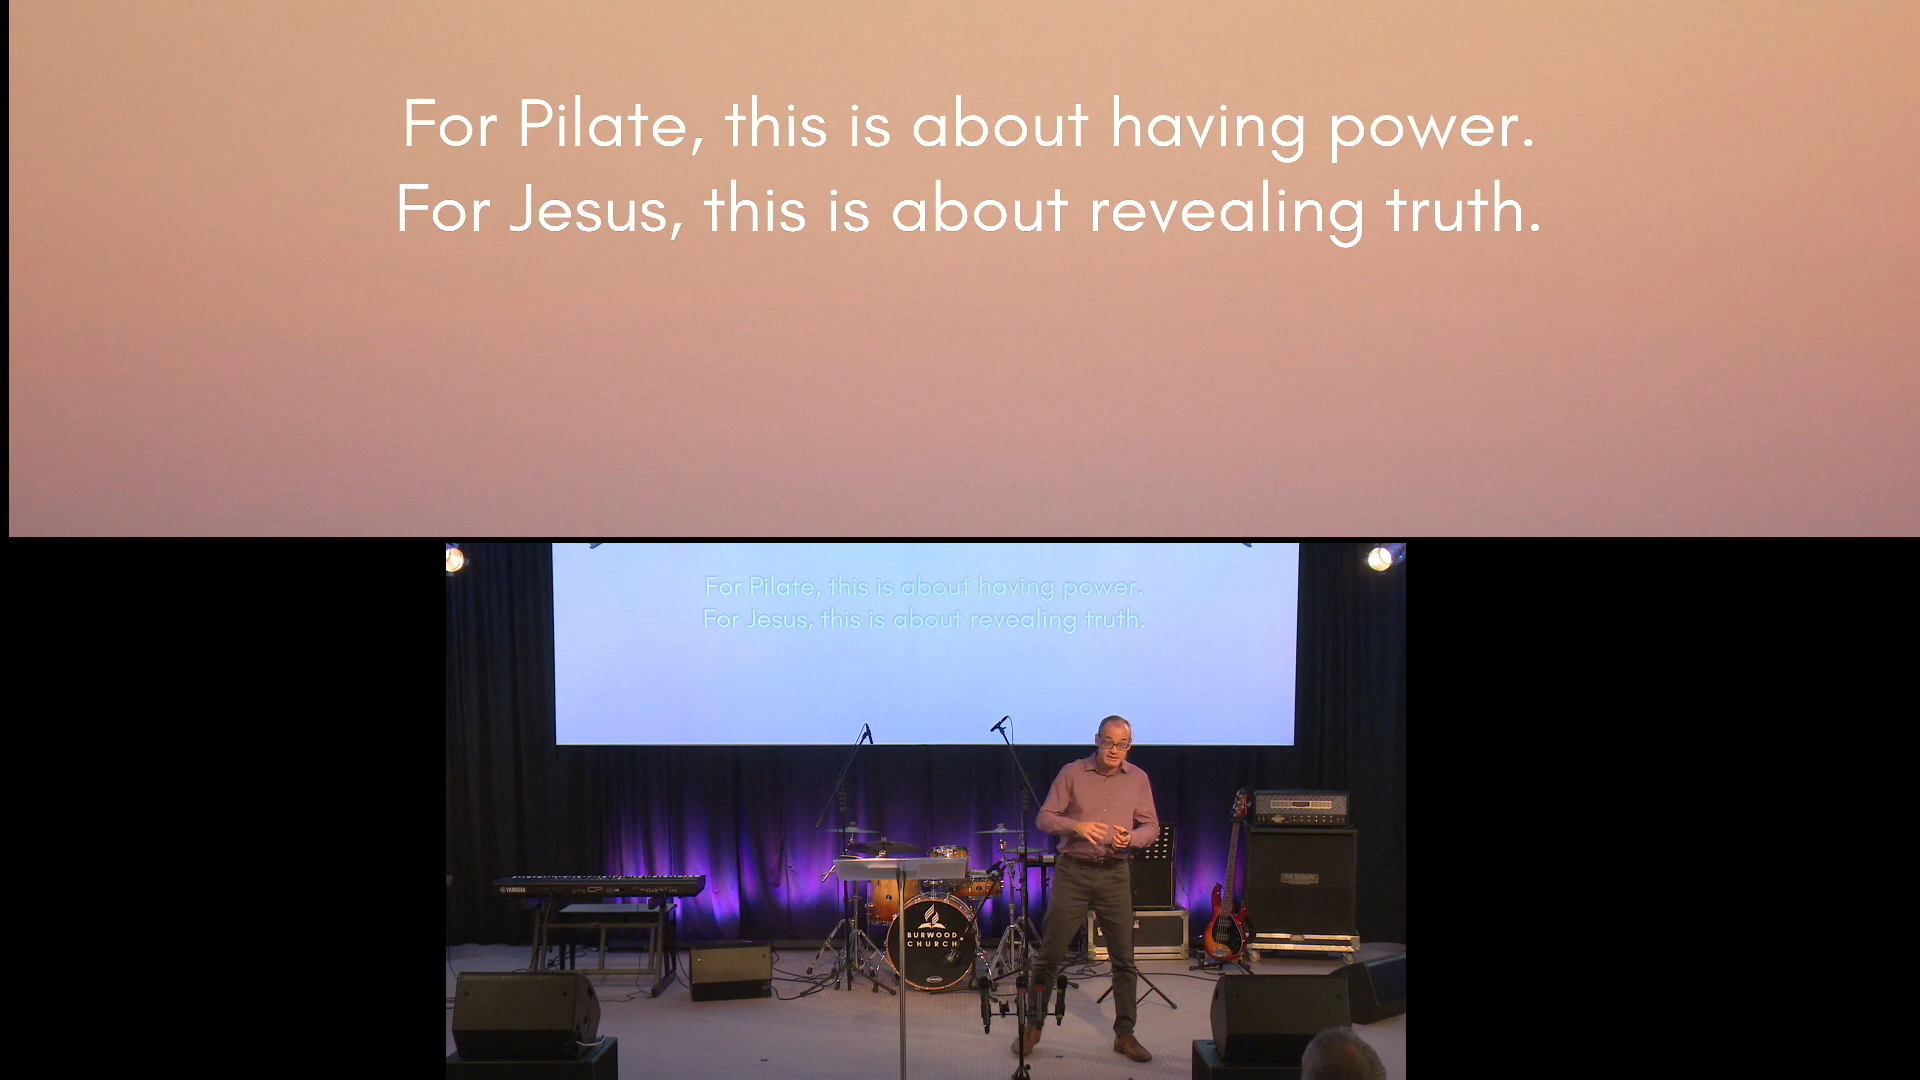 For Pilate, this is about having power.
For Jesus, this is about revealing truth.
For Pilate, this is about having power.
For Jesus, this is about revealing truth.
YAMAHA
CP
BURWOOD
CHURCH